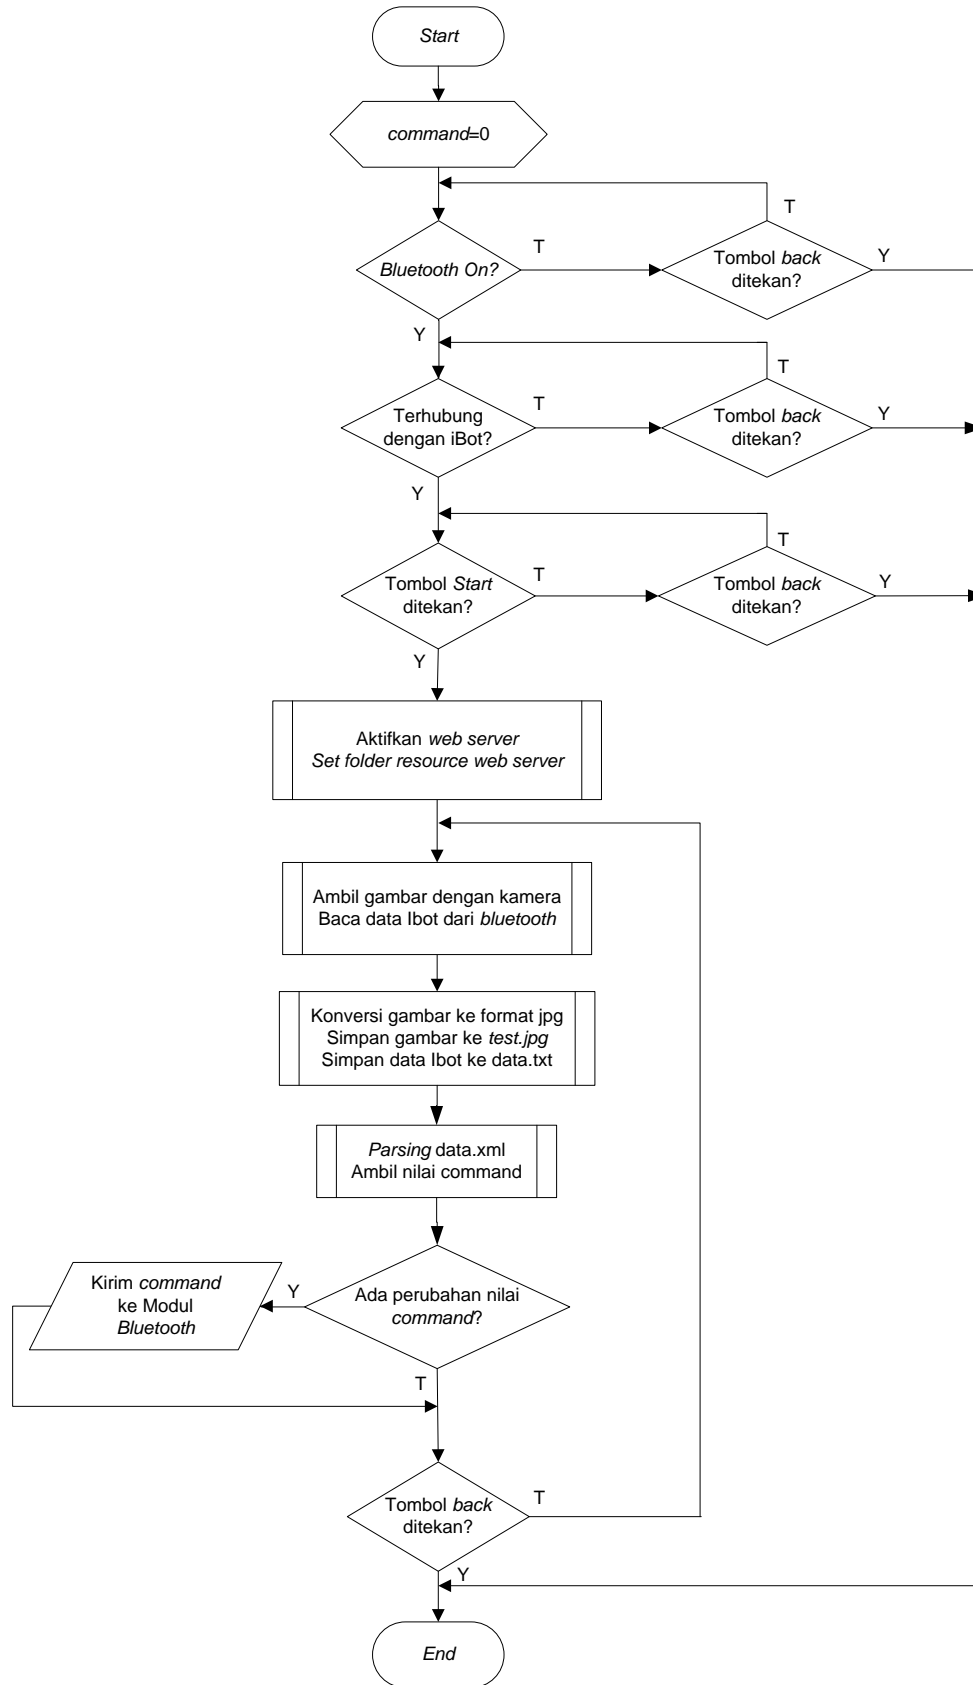 Start
command=0
T
Bluetooth On?
T
Tombol back
ditekan?
Y
Y
T
Terhubung
dengan iBot?
T
Tombol back
ditekan?
Y
Y
T
Tombol Start
ditekan?
T
Tombol back
ditekan?
Y
Y
Aktifkan web server
Set folder resource web server
Ambil gambar dengan kamera
Baca data Ibot dari bluetooth
Konversi gambar ke format jpg
Simpan gambar ke test.jpg
Simpan data Ibot ke data.txt
Parsing data.xml
Ambil nilai command
Kirim command
ke Modul
Bluetooth
Y
Ada perubahan nilai
command?
T
Tombol back
ditekan?
T
Y
End